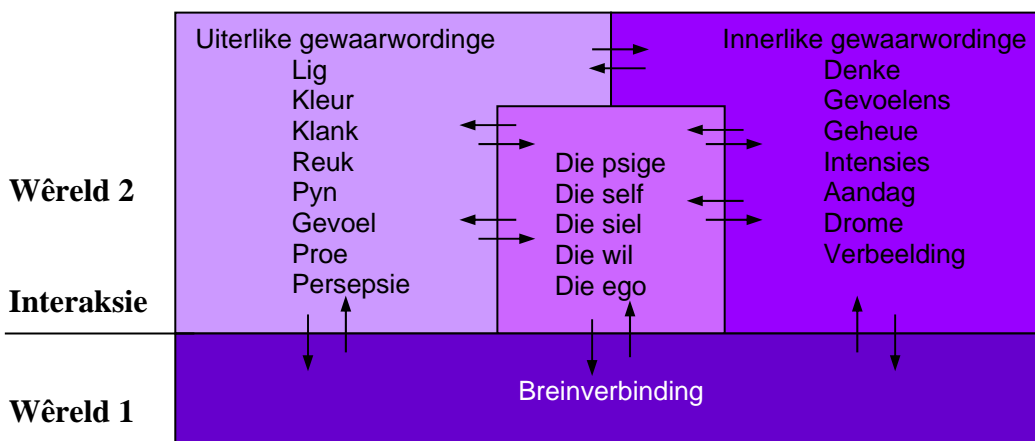 Uiterlike gewaarwordinge
Lig
Kleur
Klank
Reuk
Pyn
Gevoel
Proe
Persepsie
Die psige
Die self
Die siel
Die wil
Die ego
Innerlike gewaarwordinge
Denke
Gevoelens
Geheue
Intensies
Aandag
Drome
Verbeelding
Wêreld 2
Interaksie
Breinverbinding
Wêreld 1